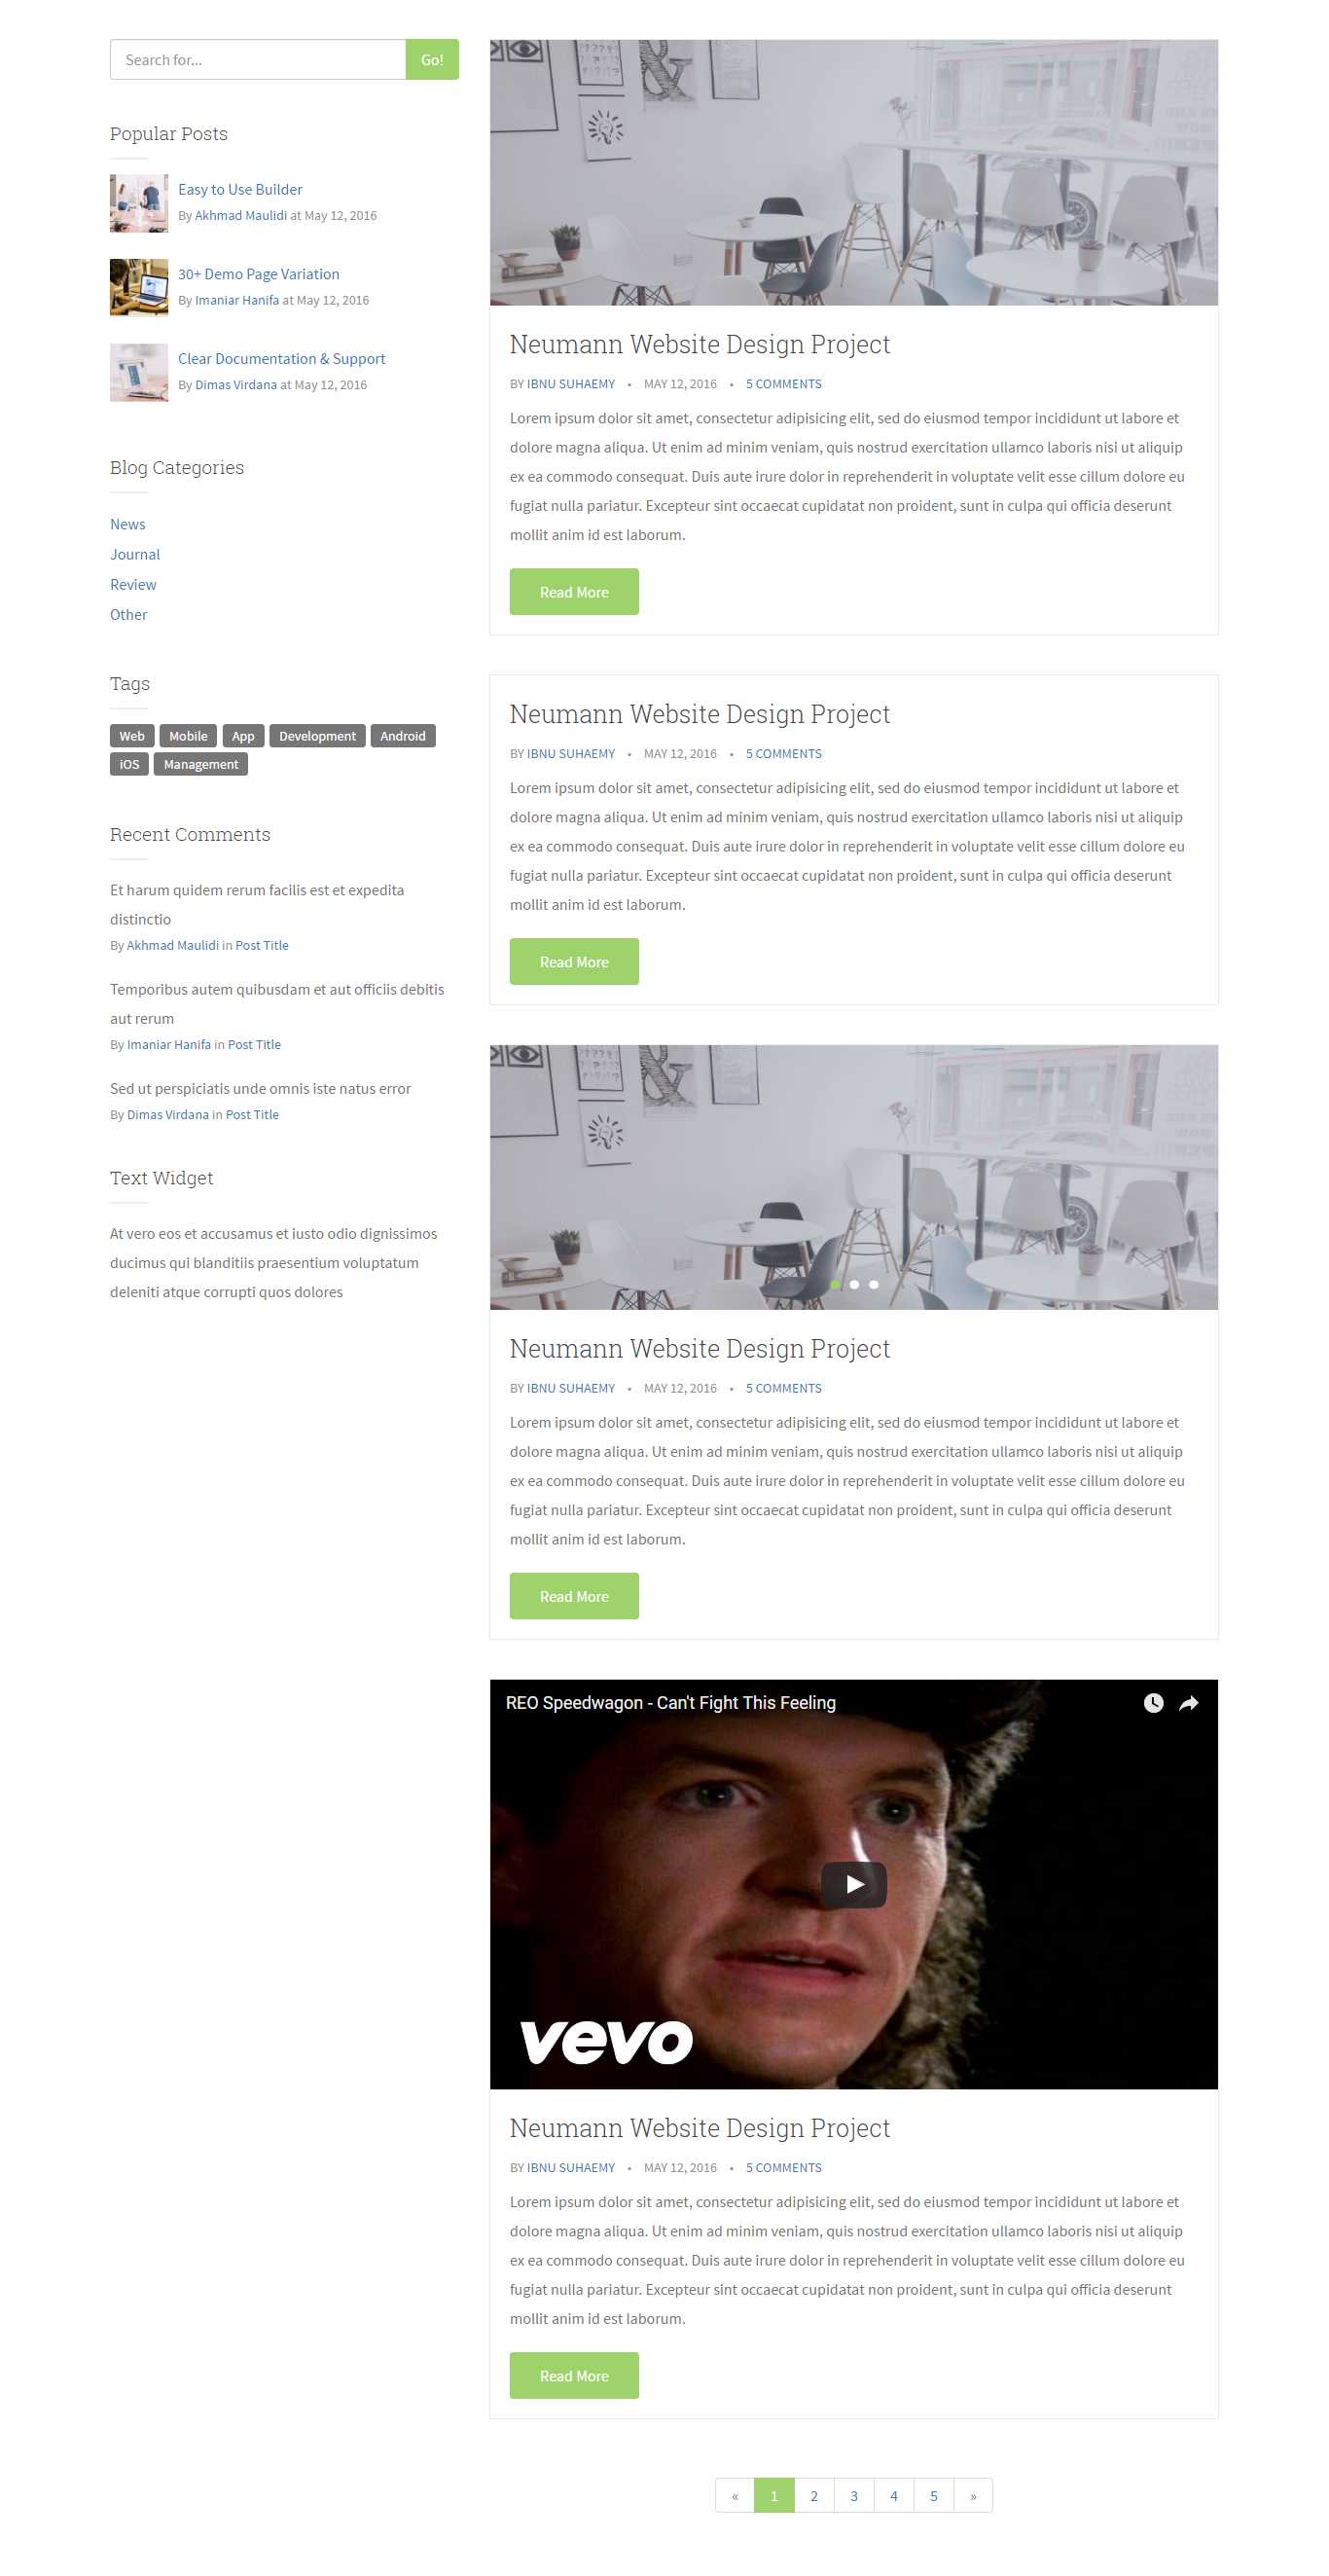 Search for...
Go!
Popular Posts
Easy to Use Builder
By Akhmad Maulidi at May 12, 2016
30+ Demo Page Variation
By Imaniar Hanifa at May 12, 2016
Clear Documentation & Support
By Dimas Virdana at May 12, 2016
Blog Categories
News
Journal
Review
Other
Tags
Web Mobile App Development Android
iOS Management
Recent Comments
Et harum quidem rerum facilis est et expedita
distinctio
By Akhmad Maulidi in Post Title
Temporibus autem quibusdam et aut officiis debitis
aut rerum
By Imaniar Hanifa in Post Title
Sed ut perspiciatis unde omnis iste natus error
By Dimas Virdana in Post Title
Text Widget
At vero eos et accusamus et iusto odio dignissimos
ducimus qui blanditiis praesentium voluptatum
deleniti atque corrupti quos dolores
&
Neumann Website Design Project
BY IBNU SUHAEMY • MAY 12, 2016 • 5 COMMENTS
Lorem ipsum dolor sit amet, consectetur adipisicing elit, sed do eiusmod tempor incididunt ut labore et
dolore magna aliqua. Ut enim ad minim veniam, quis nostrud exercitation ullamco laboris nisi ut aliquip
ex ea commodo consequat. Duis aute irure dolor in reprehenderit in voluptate velit esse cillum dolore eu
fugiat nulla pariatur. Excepteur sint occaecat cupidatat non proident, sunt in culpa qui officia deserunt
mollit anim id est laborum.
Read More
Neumann Website Design Project
BY IBNU SUHAEMY • MAY 12, 2016 • 5 COMMENTS
Lorem ipsum dolor sit amet, consectetur adipisicing elit, sed do eiusmod tempor incididunt ut labore et
dolore magna aliqua. Ut enim ad minim veniam, quis nostrud exercitation ullamco laboris nisi ut aliquip
ex ea commodo consequat. Duis aute irure dolor in reprehenderit in voluptate velit esse cillum dolore eu
fugiat nulla pariatur. Excepteur sint occaecat cupidatat non proident, sunt in culpa qui officia deserunt
mollit anim id est laborum.
Read More
&
Neumann Website Design Project
BY IBNU SUHAEMY • MAY 12, 2016 • 5 COMMENTS
Lorem ipsum dolor sit amet, consectetur adipisicing elit, sed do eiusmod tempor incididunt ut labore et
dolore magna aliqua. Ut enim ad minim veniam, quis nostrud exercitation ullamco laboris nisi ut aliquip
ex ea commodo consequat. Duis aute irure dolor in reprehenderit in voluptate velit esse cillum dolore eu
fugiat nulla pariatur. Excepteur sint occaecat cupidatat non proident, sunt in culpa qui officia deserunt
mollit anim id est laborum.
Read More
REO Speedwagon - Can't Fight This Feeling
vevo
Neumann Website Design Project
BY IBNU SUHAEMY • MAY 12, 2016 • 5 COMMENTS
Lorem ipsum dolor sit amet, consectetur adipisicing elit, sed do eiusmod tempor incididunt ut labore et
dolore magna aliqua. Ut enim ad minim veniam, quis nostrud exercitation ullamco laboris nisi ut aliquip
ex ea commodo consequat. Duis aute irure dolor in reprehenderit in voluptate velit esse cillum dolore eu
fugiat nulla pariatur. Excepteur sint occaecat cupidatat non proident, sunt in culpa qui officia deserunt
mollit anim id est laborum.
Read More
« 1 2 3 4 5 »